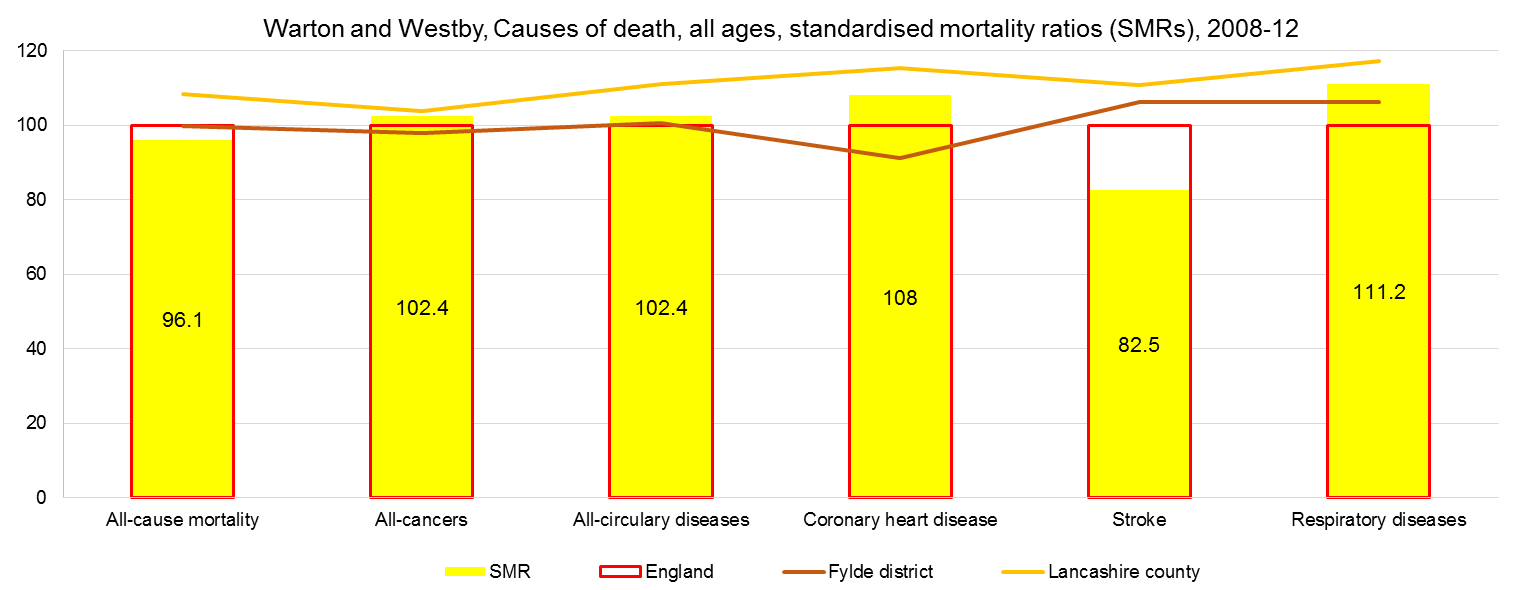 Warton and Westby, Causes of death, all ages, standardised mortality ratios (SMRs), 2008-12
120
100
80
60
40
20
0
96.1
102.4
102.4
108
82.5
111.2
All-cause mortality
All-cancers
All-circulary diseases
Coronary heart disease
Stroke
Respiratory diseases
SMR
England
Fylde district
Lancashire county